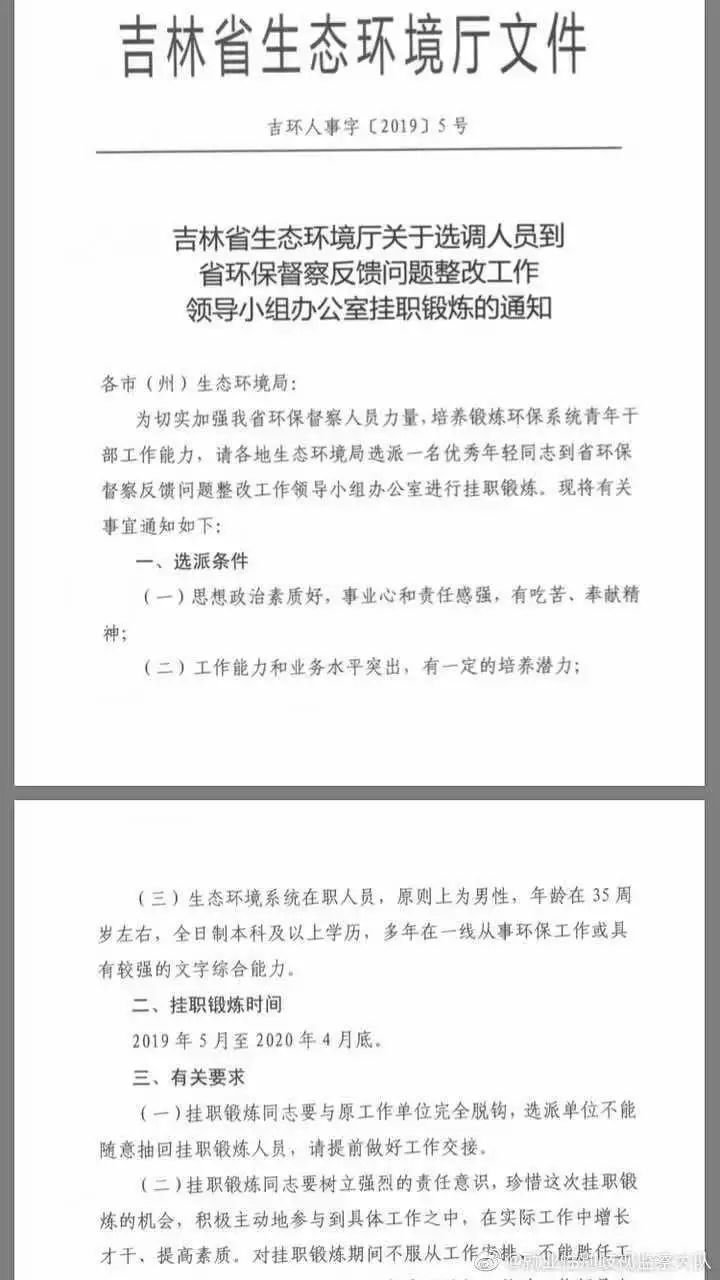 吉林省生态环境厅文件
吉环人事字〔2019〕5号
吉林省生态环境厅关于选调人员到
省环保督察反馈问题整改工作
领导小组办公室挂职锻炼的通知
各市（州）生态环境局：
为切实加强我省环保督察人员力量，培养锻炼环保系统青年干
部工作能力，请各地生态环境局选派一名优秀年轻同志到省环保
督察反馈问题整改工作领导小组办公室进行挂职锻炼。现将有关
事宜通知如下：
一、选派条件
（一）思想政治素质好，事业心和责任感强，有吃苦、奉献精
神；
（二）工作能力和业务水平突出，有一定的培养潜力；
（三）生态环境系统在职人员，原则上为男性，年龄在35周
岁左右，全日制本科及以上学历，多年在一线从事环保工作或具
有较强的文字综合能力。
二、挂职锻炼时间
2019年5月至2020年4月底。
三、有关要求
（一）挂职锻炼同志要与原工作单位完全脱钩，选派单位不能
随意抽回挂职锻炼人员，请提前做好工作交接。
（二）挂职锻炼同志要树立强烈的责任意识，珍惜这次挂职锻
炼的机会，积极主动地参与到具体工作之中，在实际工作中增长
才干、提高素质。对挂职锻炼期间不服从工作安排、不能胜任工
@就业性别歧视监察大队